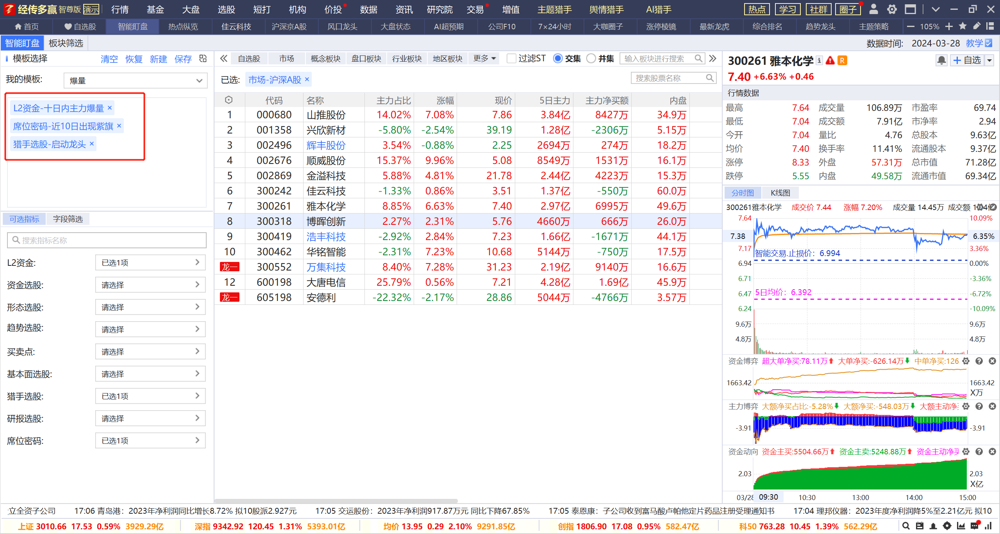 经传多赢 智尊版 演示 行情 基金 大盘 选股 短打 机构 价投 数据 资讯 研究院 交易 增值 主题猎手 舆情猎手 AI猎手 热点 学习 社群 圈子
首页 自选股 智能盯盘 热点纵览 佳云科技 沪深京A股 风口龙头 大盘状态 AI超预期 公司F10 7×24小时 大咖圈子 涨停棱镜 最新龙虎 综合排名 趋势龙头 主题策略 105%
智能盯盘 板块筛选 数据时间: 2024-03-28 教学
模板选择 清空 恢复 新建 保存
我的模板: 爆量
L2资金-十日内主力爆量 ×
席位密码-近10日出现紫旗 ×
猎手选股-启动龙头 ×
可选指标 字段筛选
搜索指标名称
L2资金: 已选1项
资金选股: 请选择
形态选股: 请选择
趋势选股: 请选择
买卖点: 请选择
基本面选股: 请选择
猎手选股: 已选1项
研报选股: 请选择
席位密码: 已选1项
自选股 市场 概念板块 盘口板块 行业板块 地区板块 更多 过滤ST 交集 并集 输入板块进行搜索
已选: 市场-沪深A股 × 搜索股票名称
代码 名称 主力占比 涨幅 现价 5日主力 主力净买额 内盘
1 000680 山推股份 14.02% 7.08% 7.86 3.84亿 8427万 34.9万
2 001358 兴欣新材 -5.80% -2.54% 39.19 1.28亿 -2306万 5.15万
3 002496 辉丰股份 3.54% -0.88% 2.25 2694万 274万 18.2万
4 002676 顺威股份 15.37% 9.96% 5.08 8549万 1531万 16.1万
5 002869 金溢科技 5.88% 4.81% 21.78 2.44亿 4223万 15.3万
6 300242 佳云科技 -1.33% 0.86% 3.51 1.37亿 -550万 60.0万
7 300261 雅本化学 8.85% 6.63% 7.40 2.97亿 6995万 49.6万
8 300318 博晖创新 2.27% 2.31% 5.76 4660万 666万 26.0万
9 300419 浩丰科技 -2.92% 2.84% 7.23 1.66亿 -1671万 44.1万
10 300462 华铭智能 -2.31% 7.23% 10.68 5144万 -750万 17.5万
龙一 300552 万集科技 8.40% 7.28% 31.23 2.19亿 9140万 16.6万
12 600198 大唐电信 25.79% 0.56% 7.21 4.28亿 1.69亿 45.9万
龙一 605198 安德利 -22.32% -2.17% 28.86 5044万 -4766万 3.57万
300261 雅本化学 i R + 自选
7.40 +6.63% +0.46
行情数据
最高 7.64 成交量 106.89万 市盈率 69.74
最低 7.04 成交额 7.91亿 市净率 2.94
今开 7.04 量比 4.76 总股本 9.63亿
均价 7.40 换手率 11.41% 流通股本 9.37亿
涨停 8.33 外盘 57.31万 总市值 71.28亿
跌停 5.55 内盘 49.58万 流通市值 69.34亿
分时图 K线图
300261雅本化学 成交价 7.44 涨幅 7.20% 成交量 14.45万 成交额
7.64 10.09%
7.38 6.35%
7.17 3.36%
智能交易.止损价: 6.994
6.94 0.00%
6.71 -3.36%
6.47 5日均价: 6.392 -6.72%
6.24 -10.09%
9.6万 9.6万
4.8万 4.8万
资金博弈 超大单净买:78.11万 大单净买:-626.14万 中单净买:126
1663.42 1663.42
X万
主力博弈 大额净买占比:-5.28% 大额净买:-548.03万 大额主动净
-3.91 -3.91
资金动向 资金主买:5504.66万 资金主卖:5248.88万 资金主动净买
2.03 2.03
X亿
03/28 09:30 10:30 13:00 14:00 15:00
立全资子公司 17:06 青岛港: 2023年净利润同比增长8.72% 拟10股派2.927元 17:05 交运股份: 2023年净利润917.87万元 同比下降67.85% 17:05 泰恩康: 子公司收到富马酸卢帕他定片药品注册受理通知书 17:04 理邦仪器: 2023年度净利润降5%至2.21亿元 拟10
上证 3010.66 17.53 0.59% 3929.29亿 深指 9342.92 120.45 1.31% 5393.01亿 均价 13.95 0.29 2.10% 9291.85亿 创指 1806.90 17.08 0.95% 582.47亿 科50 763.28 10.45 1.39% 562.29亿